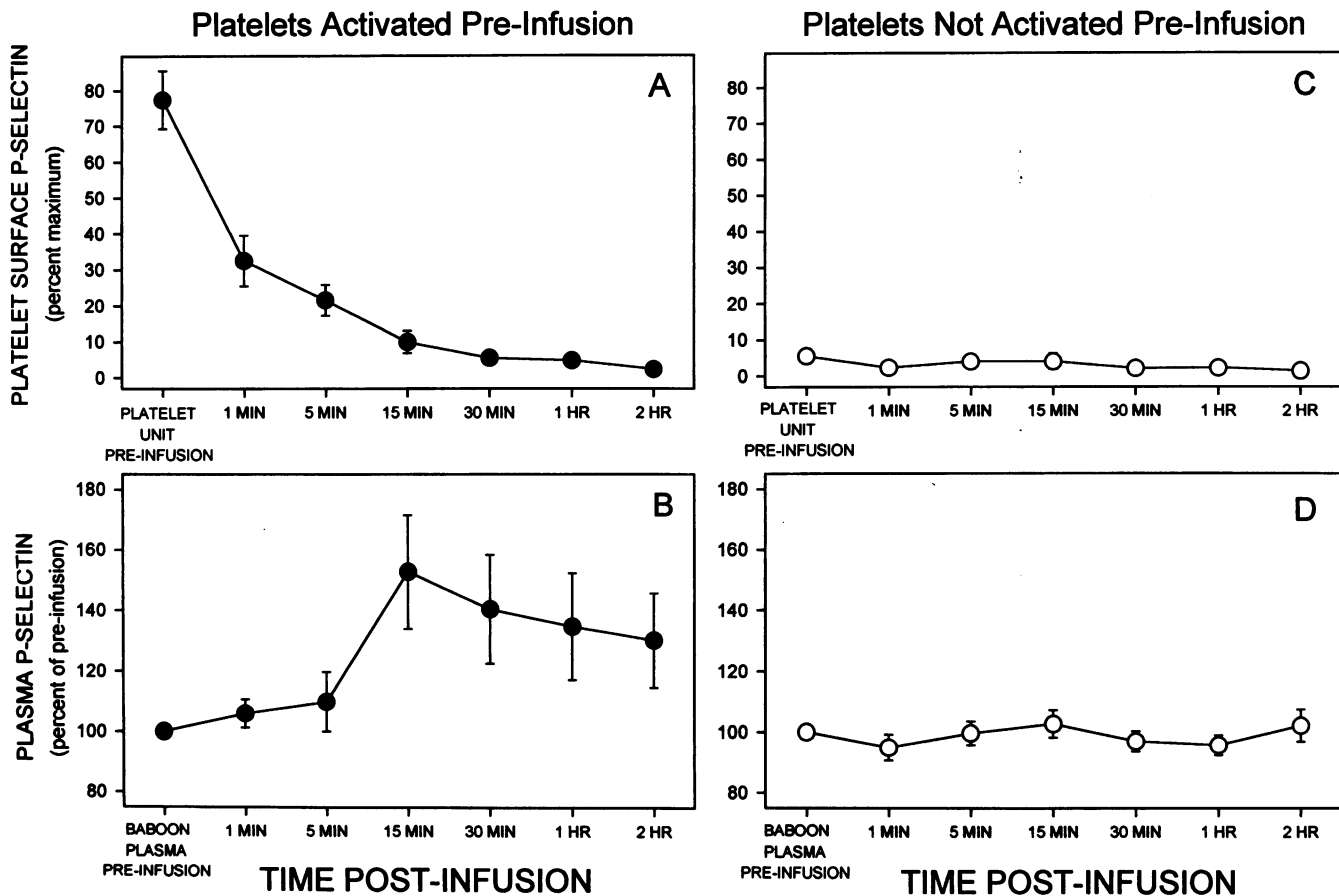 Platelets Activated Pre-Infusion
Platelets Not Activated Pre-Infusion
PLATELET SURFACE P-SELECTIN
(percent maximum)
A
80
70
60
50
40
30
20
10
0
PLATELET
UNIT
PRE-INFUSION
1 MIN
5 MIN
15 MIN
30 MIN
1 HR
2 HR
C
80
70
60
50
40
30
20
10
0
PLATELET
UNIT
PRE-INFUSION
1 MIN
5 MIN
15 MIN
30 MIN
1 HR
2 HR
PLASMA P-SELECTIN
(percent of pre-infusion)
B
180
160
140
120
100
80
BABOON
PLASMA
PRE-INFUSION
1 MIN
5 MIN
15 MIN
30 MIN
1 HR
2 HR
TIME POST-INFUSION
D
180
160
140
120
100
80
BABOON
PLASMA
PRE-INFUSION
1 MIN
5 MIN
15 MIN
30 MIN
1 HR
2 HR
TIME POST-INFUSION